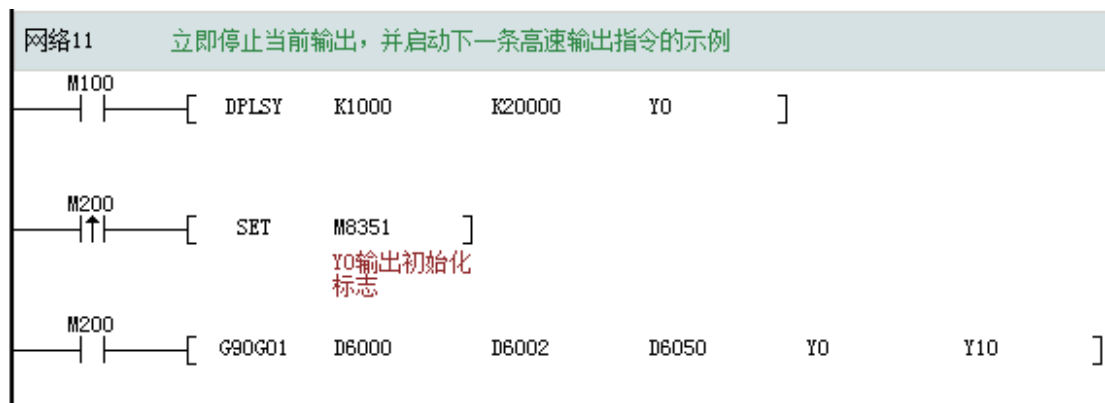 网络11 立即停止当前输出，并启动下一条高速输出指令的示例
M100
[ DPLSY K1000 K20000 Y0 ]
M200
[ SET M8351 ]
Y0输出初始化
标志
M200
[ G90G01 D6000 D6002 D6050 Y0 Y10 ]